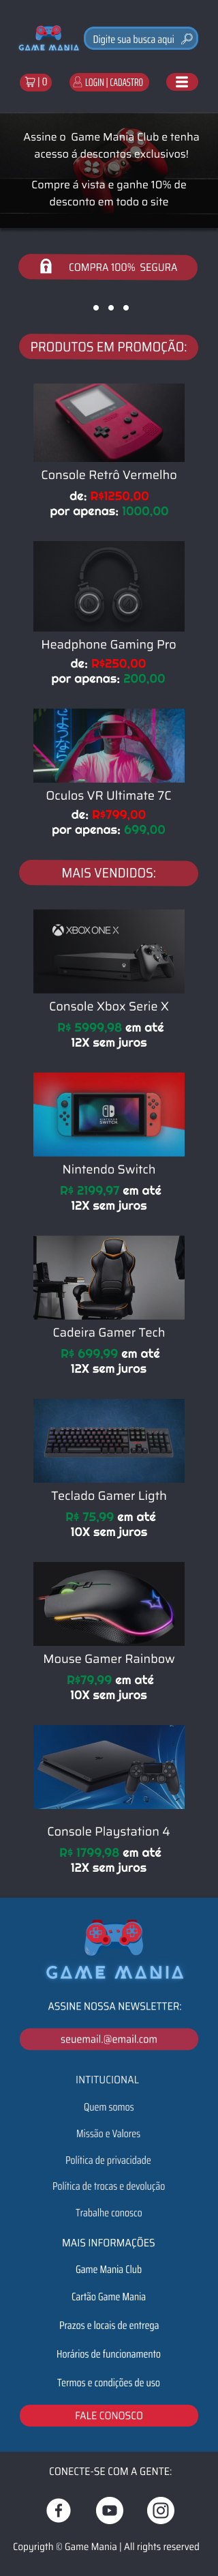 GAME MANIA
Digite sua busca aqui
| 0
LOGIN | CADASTRO
Assine o Game Mania Club e tenha
acesso á descontos exclusivos!
Compre á vista e ganhe 10% de
desconto em todo o site
COMPRA 100% SEGURA
PRODUTOS EM PROMOÇÃO:
Console Retrô Vermelho
de: R$1250,00
por apenas: 1000,00
Headphone Gaming Pro
de: R$250,00
por apenas: 200,00
Oculos VR Ultimate 7C
de: R$799,00
por apenas: 699,00
MAIS VENDIDOS:
XBOX ONE X
Console Xbox Serie X
R$ 5999,98 em até
12X sem juros
NINTENDO
SWITCH
Nintendo Switch
R$ 2199,97 em até
12X sem juros
Cadeira Gamer Tech
R$ 699,99 em até
12X sem juros
Teclado Gamer Ligth
R$ 75,99 em até
10X sem juros
Mouse Gamer Rainbow
R$79,99 em até
10X sem juros
Console Playstation 4
R$ 1799,98 em até
12X sem juros
GAME MANIA
ASSINE NOSSA NEWSLETTER:
seuemail.@email.com
INTITUCIONAL
Quem somos
Missão e Valores
Política de privacidade
Política de trocas e devolução
Trabalhe conosco
MAIS INFORMAÇÕES
Game Mania Club
Cartão Game Mania
Prazos e locais de entrega
Horários de funcionamento
Termos e condições de uso
FALE CONOSCO
CONECTE-SE COM A GENTE:
Copyrigth © Game Mania | All rights reserved